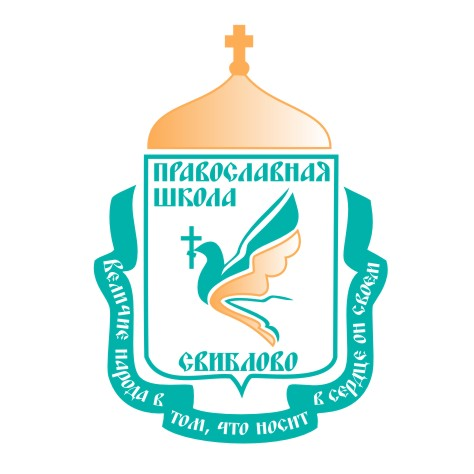 ПРАВОСЛАВНАЯ
ШКОЛА
СВИБЛОВО
Величие народа в том, что носит в сердце он своем